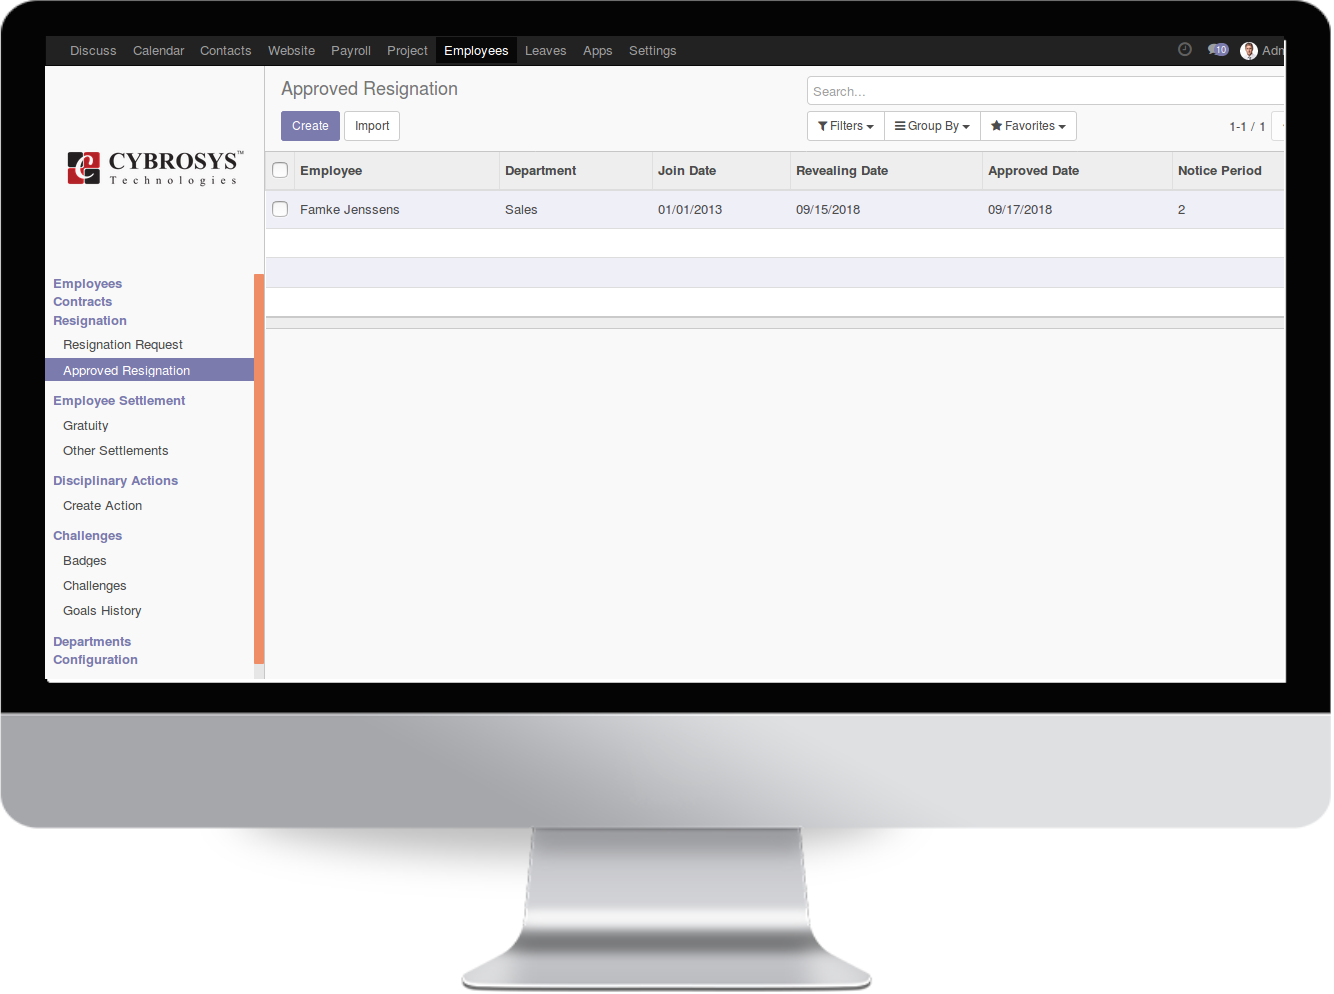 Discuss Calendar Contacts Website Payroll Project Employees Leaves Apps Settings 10
Approved Resignation
Search...
Create Import
Filters Group By Favorites 1-1 / 1
CYBROSYS™
Technologies
Employee Department Join Date Revealing Date Approved Date Notice Period
Famke Jenssens Sales 01/01/2013 09/15/2018 09/17/2018 2
Employees
Contracts
Resignation
Resignation Request
Approved Resignation
Employee Settlement
Gratuity
Other Settlements
Disciplinary Actions
Create Action
Challenges
Badges
Challenges
Goals History
Departments
Configuration